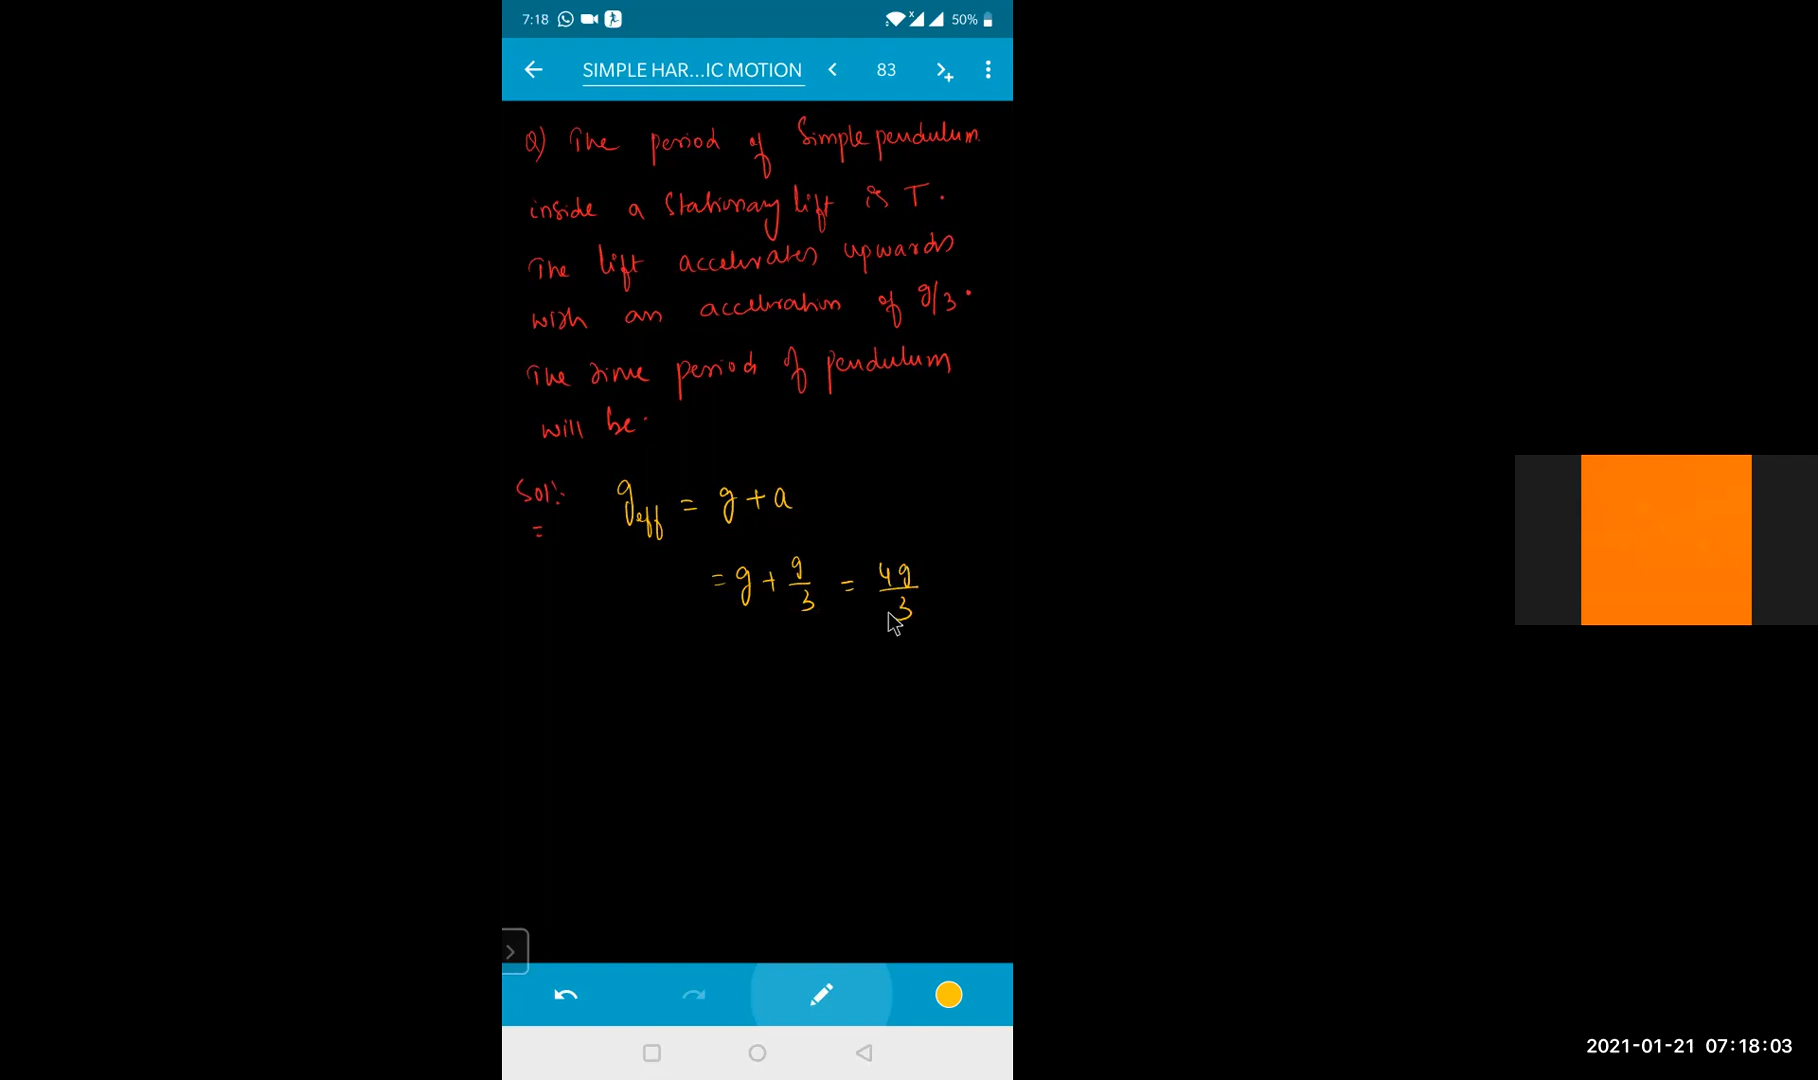 7:18 50%
SIMPLE HAR...IC MOTION < 83
Q) The period of Simple pendulum
inside a Stationary lift is T.
The lift accelerates upwards
with an acceleration of g/3.
The time period of pendulum
will be.
Sol:- g_eff = g + a
= g + g/3 = 4g/3
2021-01-21 07:18:03